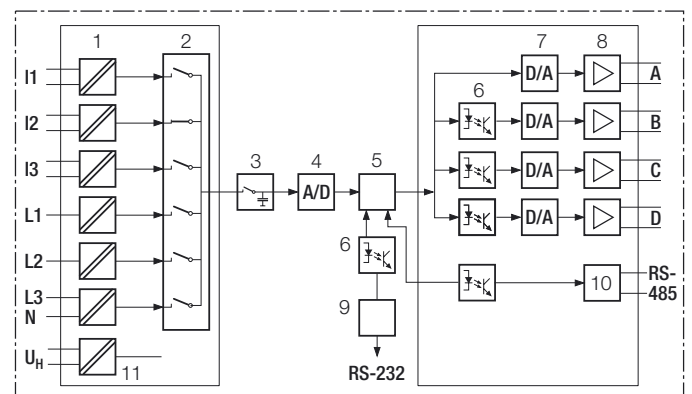 1 2 7 8
I1 D/A A
6
I2 D/A B
I3 3 4 5 D/A C
A/D
L1 D/A D
L2 6
L3 10 RS-
N 9 485
U_H 11 RS-232